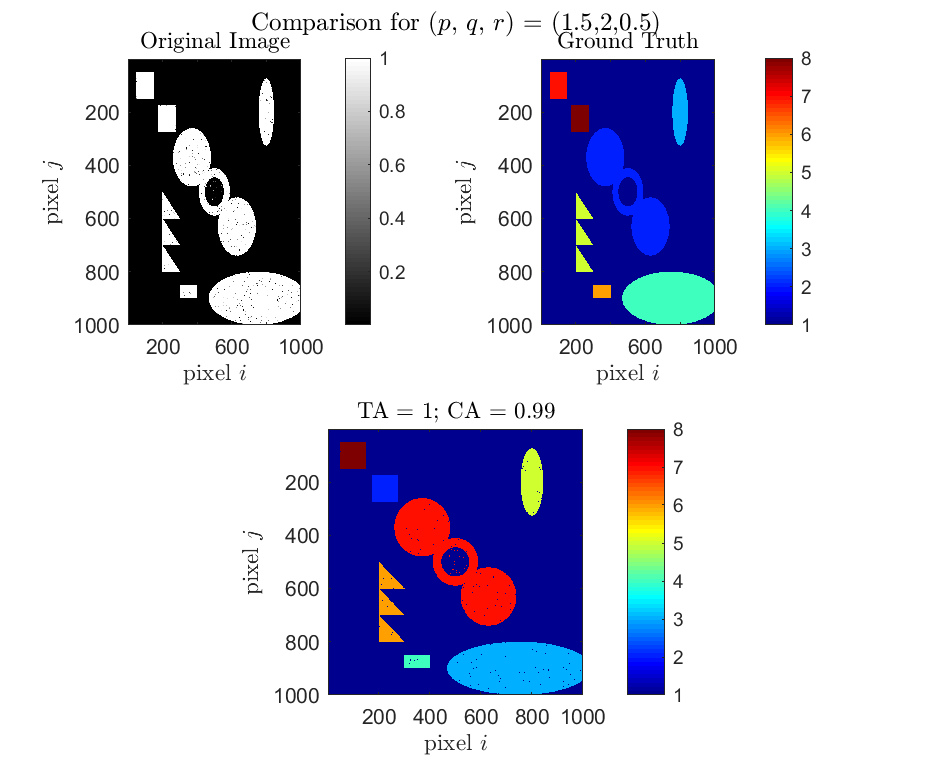 Comparison for (p, q, r) = (1.5,2,0.5)
Original Image
Ground Truth
200
400
600
800
1000
pixel j
200 600 1000
pixel i
1
0.8
0.6
0.4
0.2
200
400
600
800
1000
pixel j
200 600 1000
pixel i
8
7
6
5
4
3
2
1
TA = 1; CA = 0.99
200
400
600
800
1000
pixel j
200 400 600 800 1000
pixel i
8
7
6
5
4
3
2
1